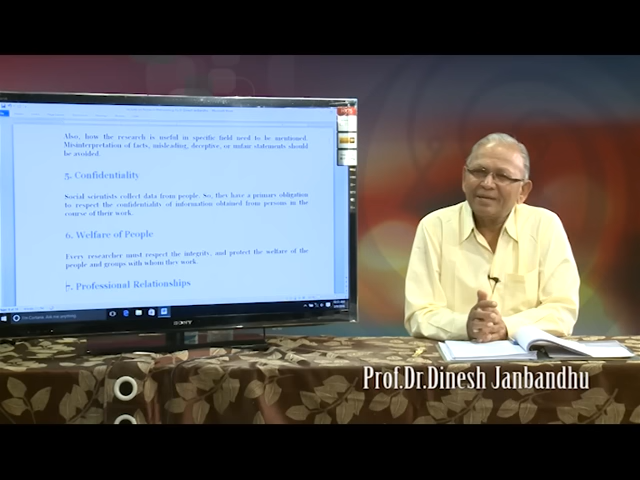 Also, how the research is useful in specific field need to be mentioned.
Misinterpretation of facts, misleading, deceptive, or unfair statements should
be avoided.
5. Confidentiality
Social scientists collect data from people. So, they have a primary obligation
to respect the confidentiality of information obtained from persons in the
course of their work.
6. Welfare of People
Every researcher must respect the integrity, and protect the welfare of the
people and groups with whom they work.
7. Professional Relationships
SONY
Prof.Dr.Dinesh Janbandhu